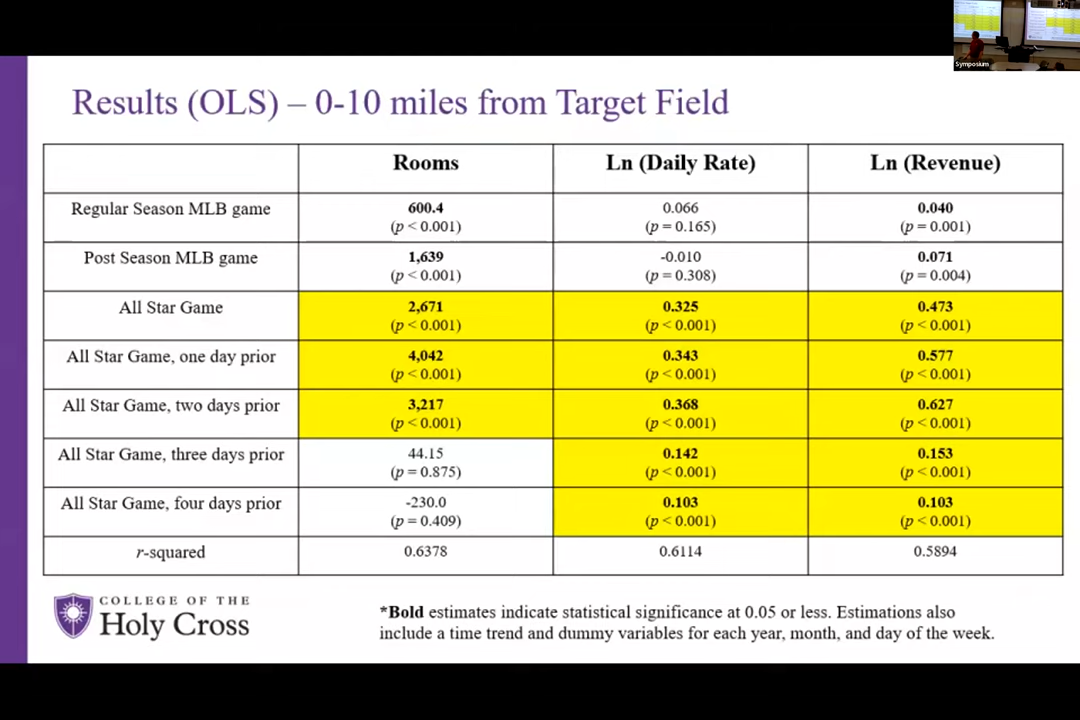 Symposium
Results (OLS) – 0-10 miles from Target Field
Rooms Ln (Daily Rate) Ln (Revenue)
Regular Season MLB game 600.4 0.066 0.040
(p < 0.001) (p = 0.165) (p = 0.001)
Post Season MLB game 1,639 -0.010 0.071
(p < 0.001) (p = 0.308) (p = 0.004)
All Star Game 2,671 0.325 0.473
(p < 0.001) (p < 0.001) (p < 0.001)
All Star Game, one day prior 4,042 0.343 0.577
(p < 0.001) (p < 0.001) (p < 0.001)
All Star Game, two days prior 3,217 0.368 0.627
(p < 0.001) (p < 0.001) (p < 0.001)
All Star Game, three days prior 44.15 0.142 0.153
(p = 0.875) (p < 0.001) (p < 0.001)
All Star Game, four days prior -230.0 0.103 0.103
(p = 0.409) (p < 0.001) (p < 0.001)
r-squared 0.6378 0.6114 0.5894
COLLEGE OF THE
Holy Cross
*Bold estimates indicate statistical significance at 0.05 or less. Estimations also
include a time trend and dummy variables for each year, month, and day of the week.